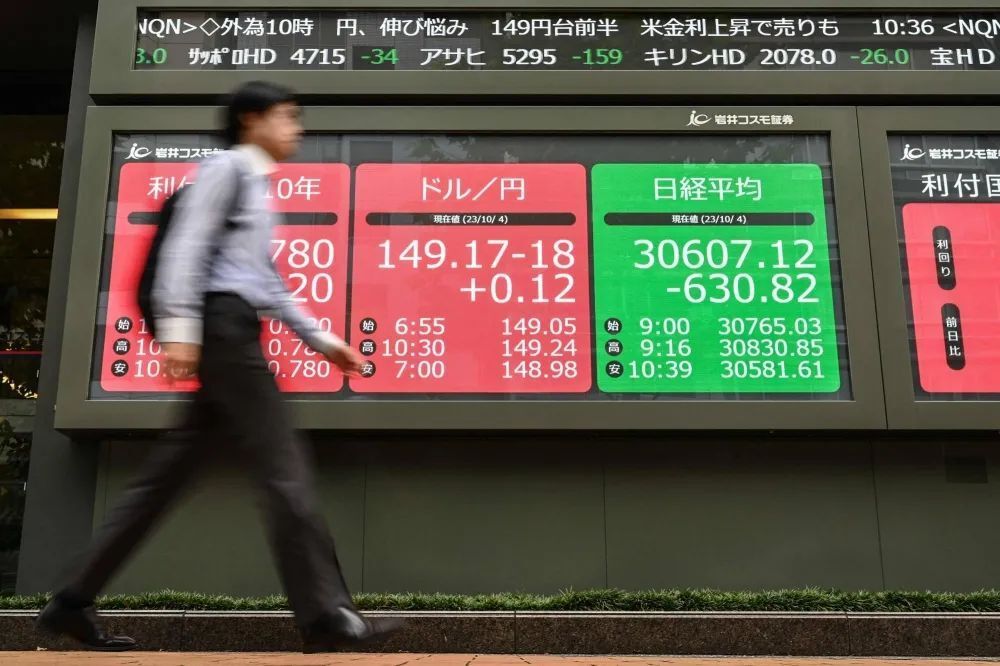 NQN>◇外為10時 円、伸び悩み 149円台前半 米金利上昇で売りも 10:36 <NQN
3.0 サッポロHD 4715 -34 アサヒ 5295 -159 キリンHD 2078.0 -26.0 宝HD
岩井コスモ証券
岩井コスモ証券
岩井コスモ証
利付 10年
780
20
始
高 10
安 10
0.780
ドル／円
現在値 (23/10/ 4)
149.17-18
+0.12
始 6:55 149.05
高 10:30 149.24
安 7:00 148.98
日経平均
現在値 (23/10/ 4)
30607.12
-630.82
始 9:00 30765.03
高 9:16 30830.85
安 10:39 30581.61
利付国
利回り
前日比